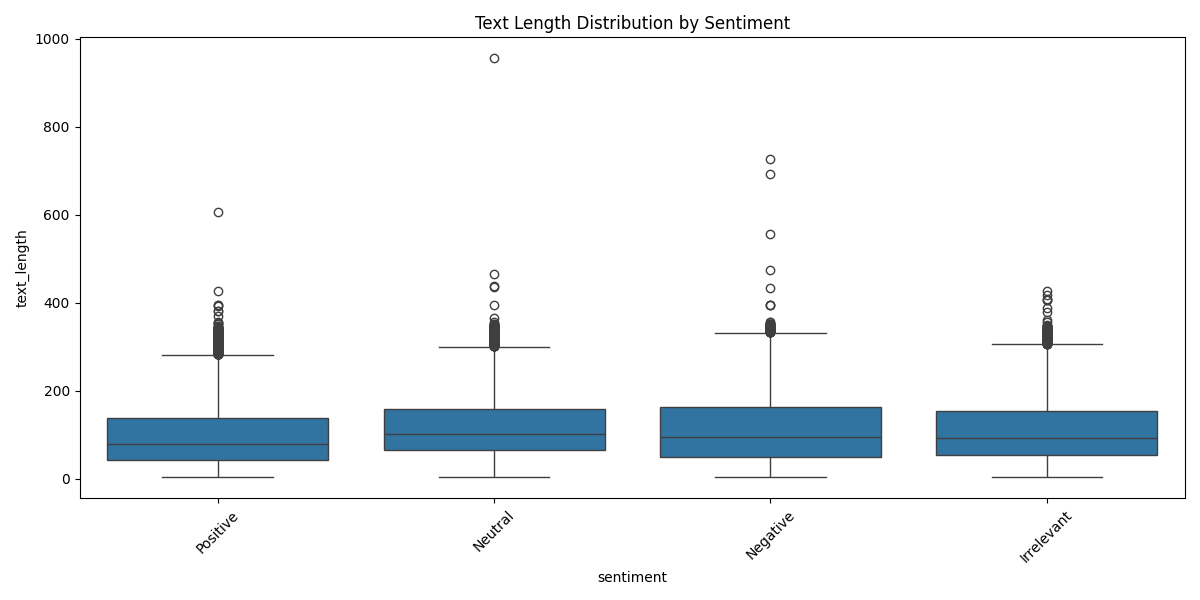 Text Length Distribution by Sentiment
1000
800
600
400
200
0
text_length
Positive
Neutral
Negative
Irrelevant
sentiment